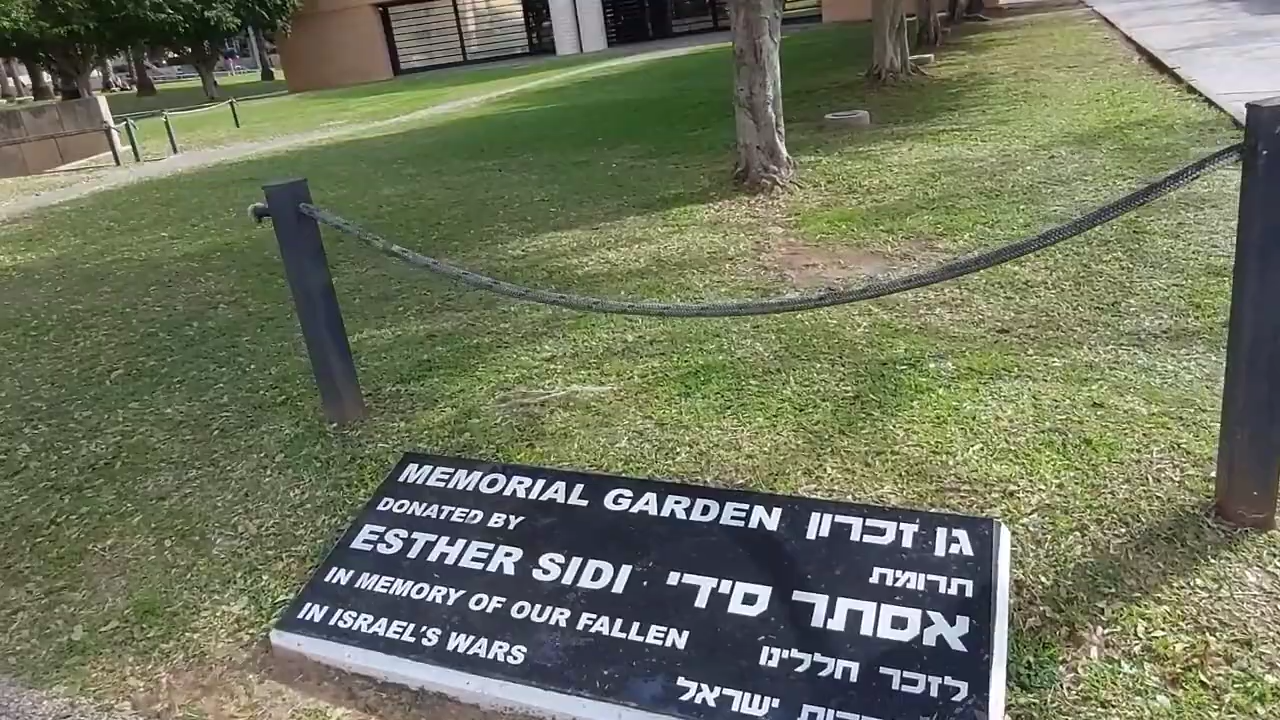 MEMORIAL GARDEN גן זכרון
DONATED BY תרומת
ESTHER SIDI אסתר סידי
IN MEMORY OF OUR FALLEN לזכר חללינו
IN ISRAEL'S WARS ישראל